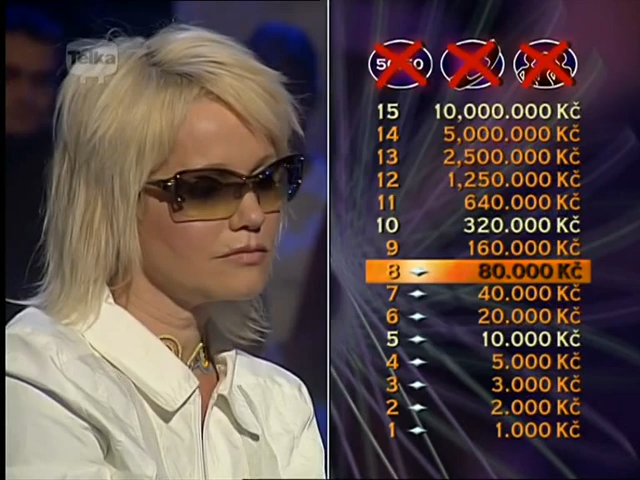 Telka
50:50
15 10,000.000 Kč
14 5,000.000 Kč
13 2,500.000 Kč
12 1,250.000 Kč
11 640.000 Kč
10 320.000 Kč
9 160.000 Kč
8 80.000 Kč
7 40.000 Kč
6 20.000 Kč
5 10.000 Kč
4 5.000 Kč
3 3.000 Kč
2 2.000 Kč
1 1.000 Kč